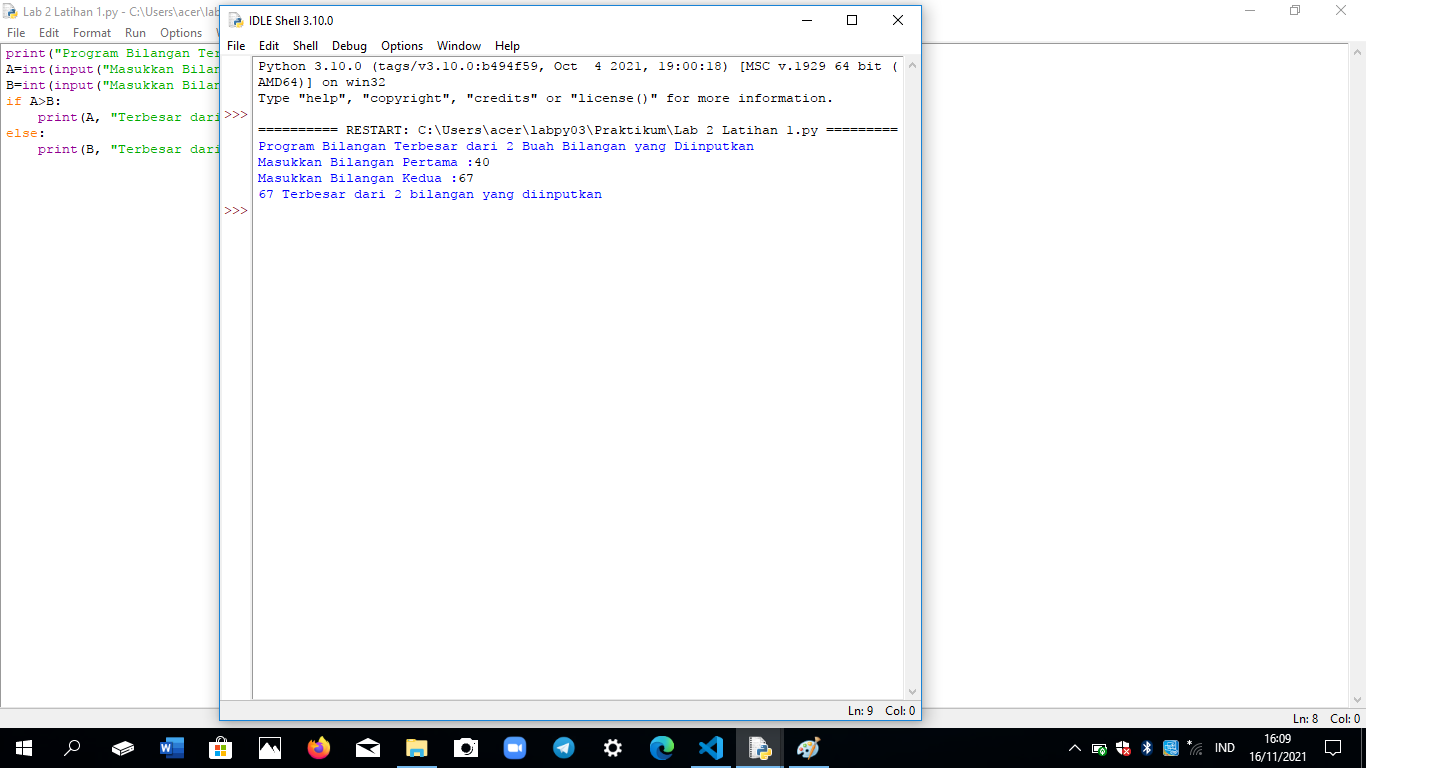 Lab 2 Latihan 1.py - C:\Users\acer\lab
File Edit Format Run Options
print("Program Bilangan Ter
A=int(input("Masukkan Bilan
B=int(input("Masukkan Bilan
if A>B:
print(A, "Terbesar dari
else:
print(B, "Terbesar dari
IDLE Shell 3.10.0
File Edit Shell Debug Options Window Help
Python 3.10.0 (tags/v3.10.0:b494f59, Oct  4 2021, 19:00:18) [MSC v.1929 64 bit (
AMD64)] on win32
Type "help", "copyright", "credits" or "license()" for more information.
>>>
========== RESTART: C:\Users\acer\labpy03\Praktikum\Lab 2 Latihan 1.py =========
Program Bilangan Terbesar dari 2 Buah Bilangan yang Diinputkan
Masukkan Bilangan Pertama :40
Masukkan Bilangan Kedua :67
67 Terbesar dari 2 bilangan yang diinputkan
>>>
Ln: 9 Col: 0
Ln: 8 Col: 0
IND
16:09
16/11/2021